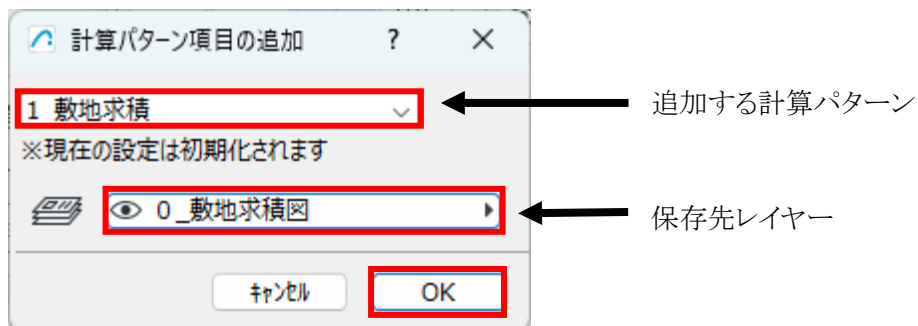 計算パターン項目の追加 ? ×
1 敷地求積
追加する計算パターン
※現在の設定は初期化されます
0_敷地求積図
保存先レイヤー
ｷｬﾝｾﾙ OK